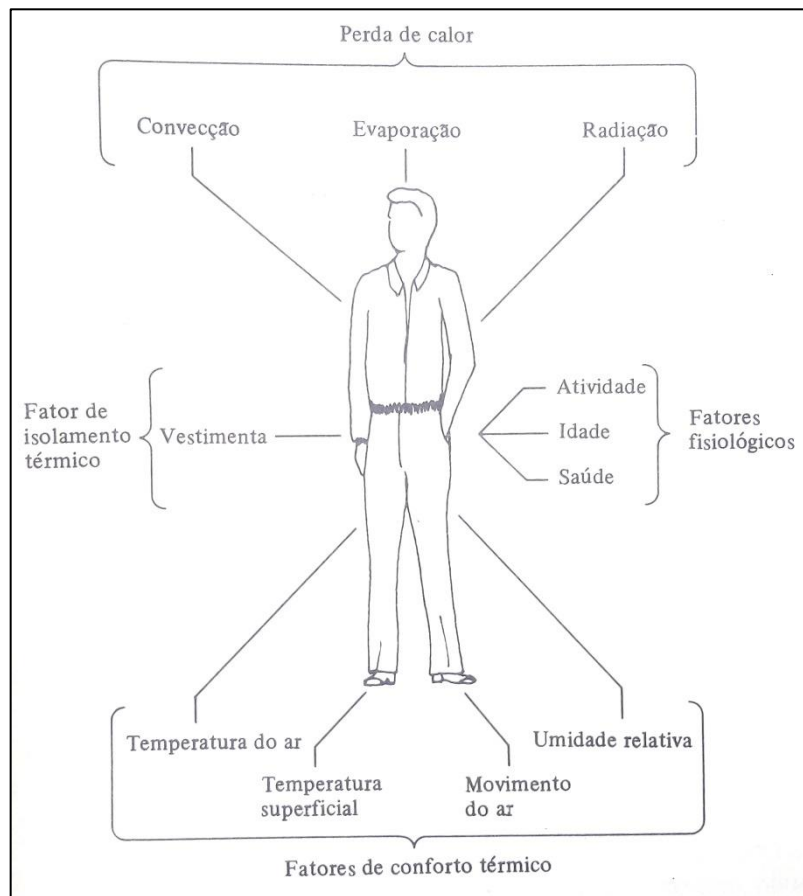 Perda de calor
Convecção
Evaporação
Radiação
Fator de
isolamento
térmico
Vestimenta
Atividade
Idade
Saúde
Fatores
fisiológicos
Temperatura do ar
Temperatura
superficial
Movimento
do ar
Umidade relativa
Fatores de conforto térmico